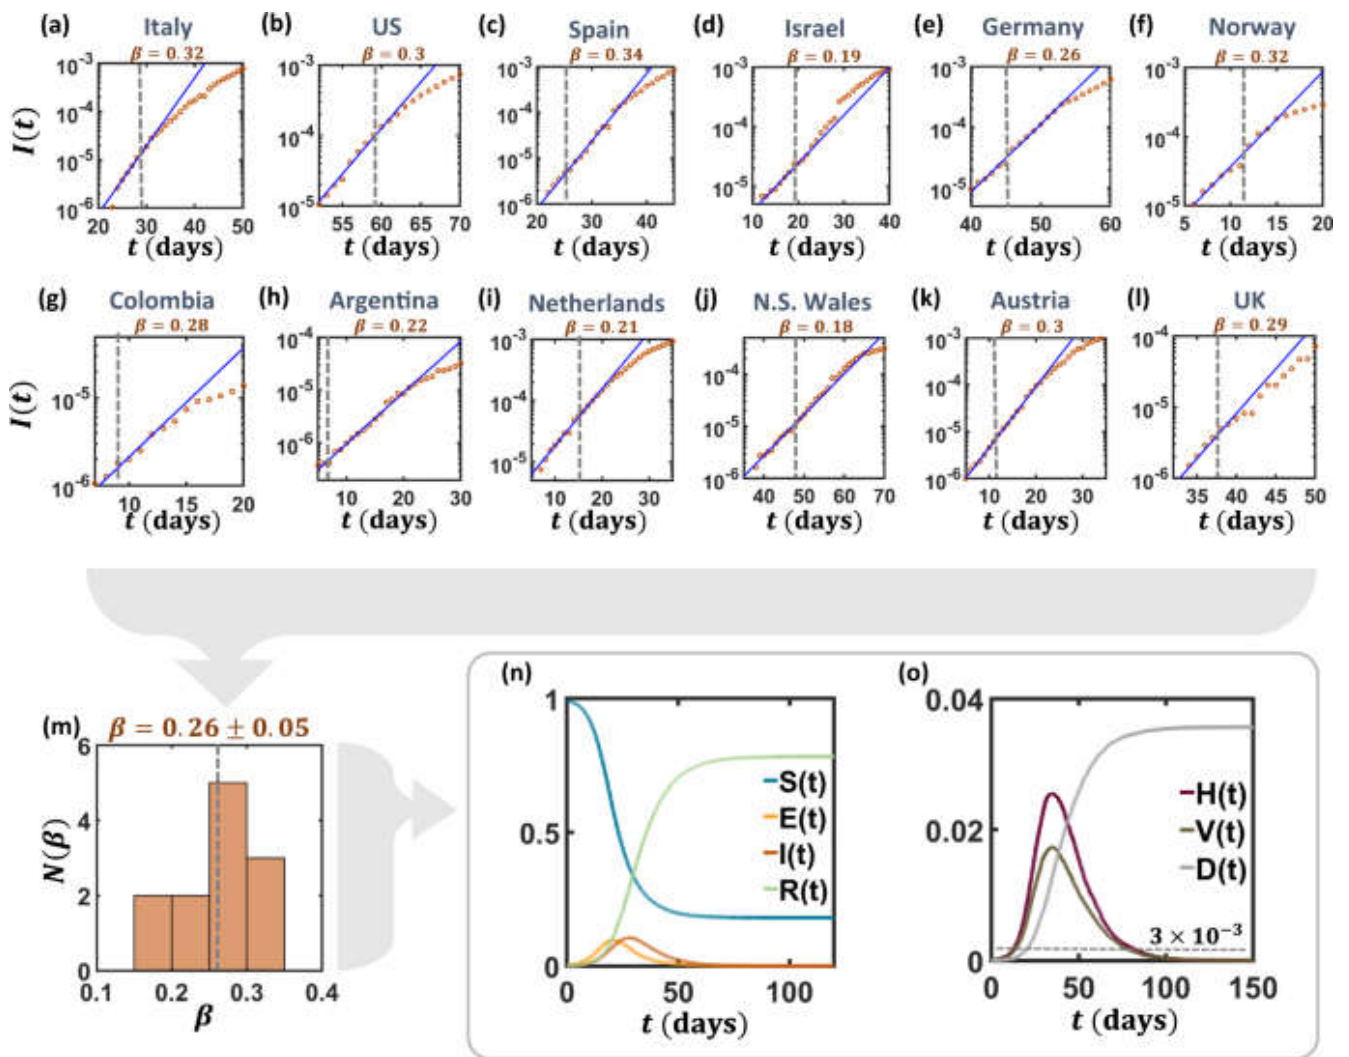 (a) Italy
β = 0.32
(b) US
β = 0.3
(c) Spain
β = 0.34
(d) Israel
β = 0.19
(e) Germany
β = 0.26
(f) Norway
β = 0.32
I(t)
10⁻³
10⁻⁴
10⁻⁵
10⁻⁶
20 30 40 50
t (days)
10⁻³
10⁻⁴
10⁻⁵
55 60 65 70
t (days)
10⁻³
10⁻⁴
10⁻⁵
10⁻⁶
20 30 40
t (days)
10⁻³
10⁻⁴
10⁻⁵
10 20 30 40
t (days)
10⁻³
10⁻⁴
10⁻⁵
40 50 60
t (days)
10⁻³
10⁻⁴
10⁻⁵
5 10 15 20
t (days)
(g) Colombia
β = 0.28
(h) Argentina
β = 0.22
(i) Netherlands
β = 0.21
(j) N.S. Wales
β = 0.18
(k) Austria
β = 0.3
(l) UK
β = 0.29
I(t)
10⁻⁵
10⁻⁶
10 15 20
t (days)
10⁻⁴
10⁻⁵
10⁻⁶
10 20 30
t (days)
10⁻³
10⁻⁴
10⁻⁵
10 20 30
t (days)
10⁻³
10⁻⁴
10⁻⁵
10⁻⁶
40 50 60 70
t (days)
10⁻³
10⁻⁴
10⁻⁵
10⁻⁶
10 20 30
t (days)
10⁻⁴
10⁻⁵
10⁻⁶
35 40 45 50
t (days)
(m)
β = 0.26 ± 0.05
N(β)
6
4
2
0
0.1 0.2 0.3 0.4
β
(n)
1
0.5
0
S(t)
E(t)
I(t)
R(t)
0 50 100
t (days)
(o)
0.04
0.02
0
H(t)
V(t)
D(t)
3 × 10⁻³
0 50 100 150
t (days)